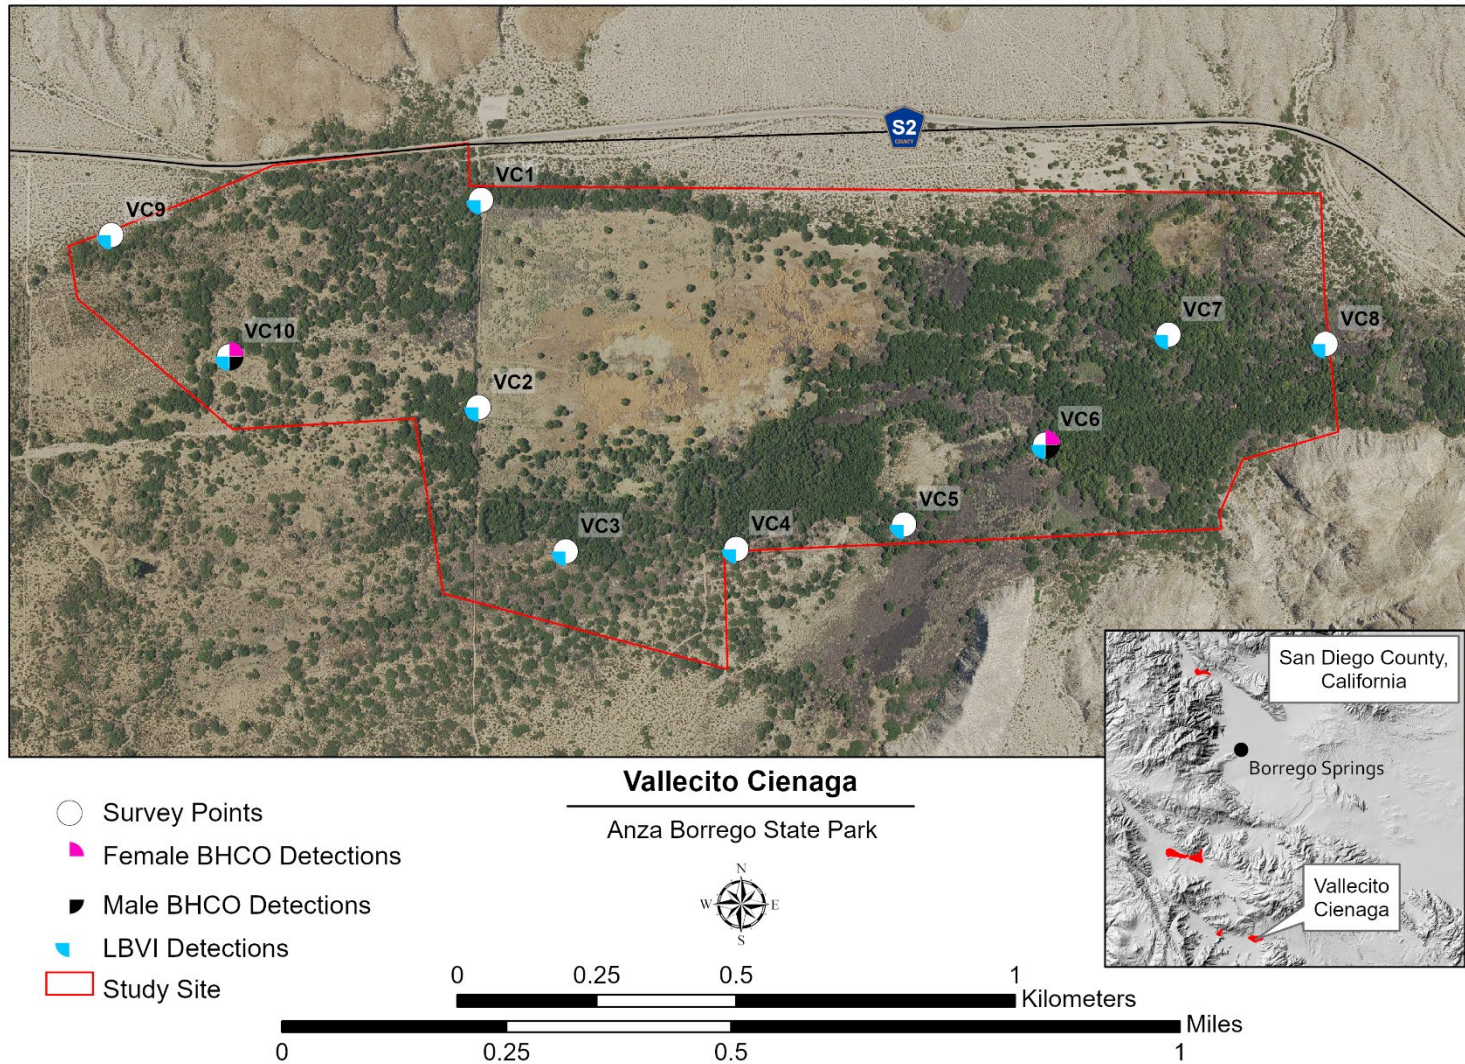 S2
COUNTY
VC1
VC9
VC10
VC7
VC8
VC2
VC6
VC5
VC3
VC4
San Diego County,
California
Borrego Springs
Vallecito
Cienaga
Vallecito Cienaga
Anza Borrego State Park
N
W E
S
Survey Points
Female BHCO Detections
Male BHCO Detections
LBVI Detections
Study Site
0 0.25 0.5 1
Kilometers
Miles
0 0.25 0.5 1